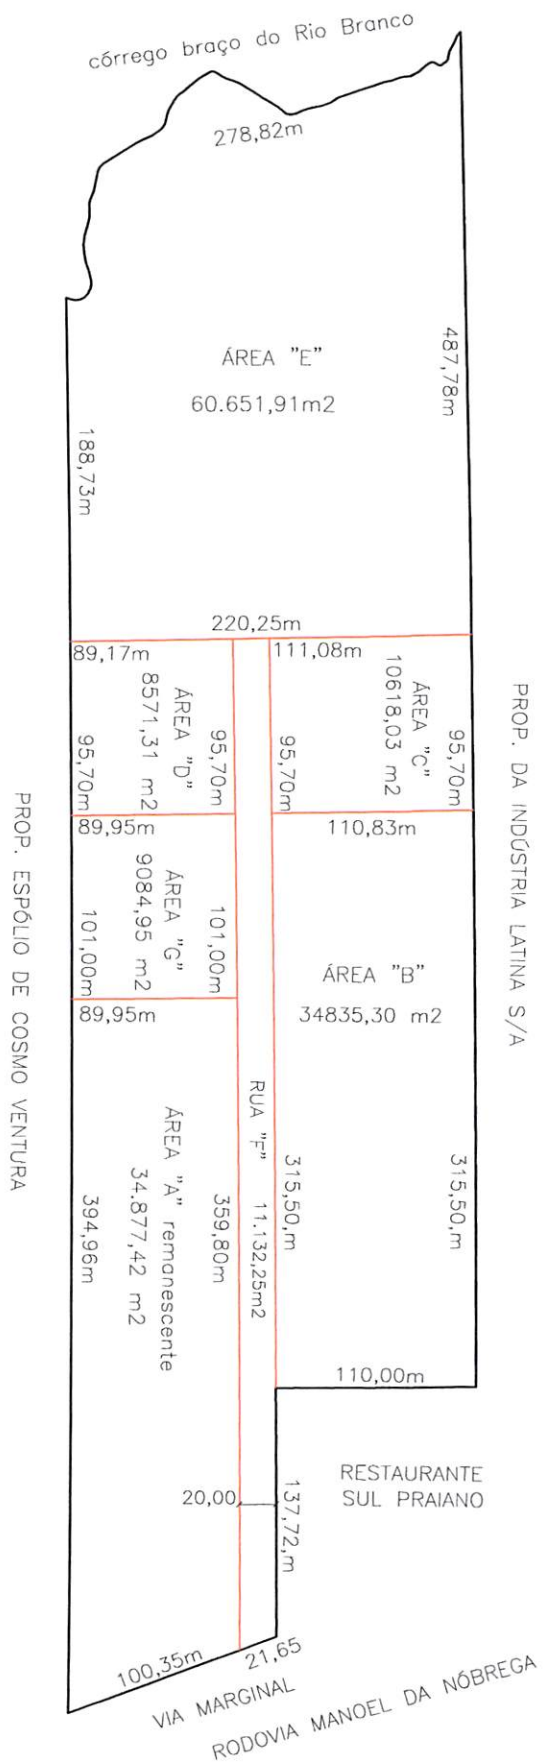 córrego braço do Rio Branco
278,82m
487,78m
ÁREA "E"
60.651,91m2
188,73m
220,25m
89,17m
111,08m
ÁREA "D"
8571,31 m2
95,70m
95,70m
ÁREA "C"
10618,03 m2
95,70m
95,70m
PROP. DA INDÚSTRIA LATINA S/A
89,95m
110,83m
ÁREA "G"
9084,95 m2
101,00m
101,00m
ÁREA "B"
34835,30 m2
PROP. ESPÓLIO DE COSMO VENTURA
89,95m
RUA "F" 11.132,25m2
315,50,m
315,50,m
ÁREA "A" remanescente
34.877,42 m2
359,80m
394,96m
110,00m
RESTAURANTE
SUL PRAIANO
20,00
137,72,m
100,35m
21,65
VIA MARGINAL
RODOVIA MANOEL DA NÓBREGA